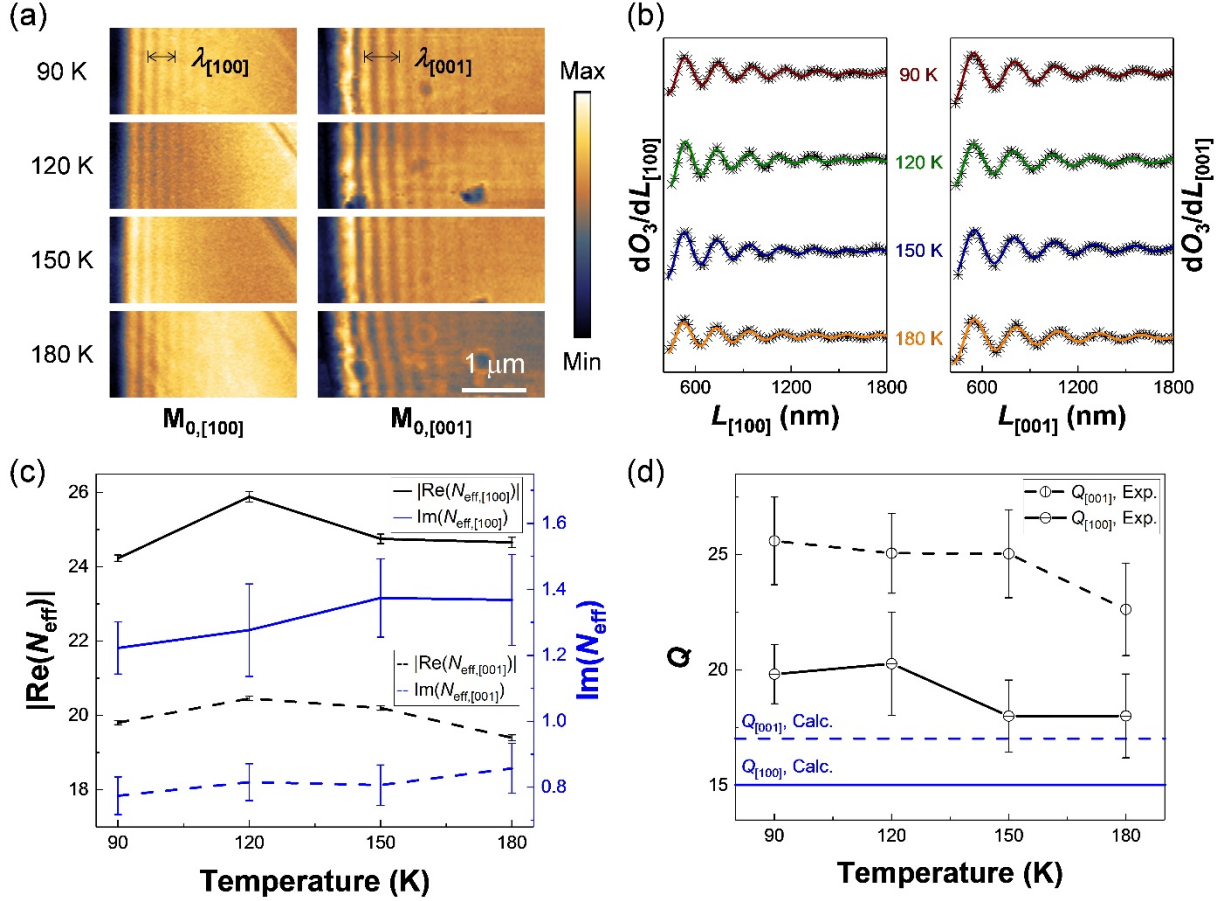 (a)
90 K
120 K
150 K
180 K
λ[100]
λ[001]
1 μm
M0,[100]
M0,[001]
Max
Min
(b)
dO3/dL[100]
90 K
120 K
150 K
180 K
dO3/dL[001]
600 1200 1800
600 1200 1800
L[100] (nm)
L[001] (nm)
(c)
|Re(Neff)|
26
24
22
20
18
|Re(Neff,[100])|
Im(Neff,[100])
|Re(Neff,[001])|
Im(Neff,[001])
1.6
1.4
1.2
1.0
0.8
Im(Neff)
90 120 150 180
Temperature (K)
(d)
Q
25
20
15
Q[001], Exp.
Q[100], Exp.
Q[001], Calc.
Q[100], Calc.
90 120 150 180
Temperature (K)